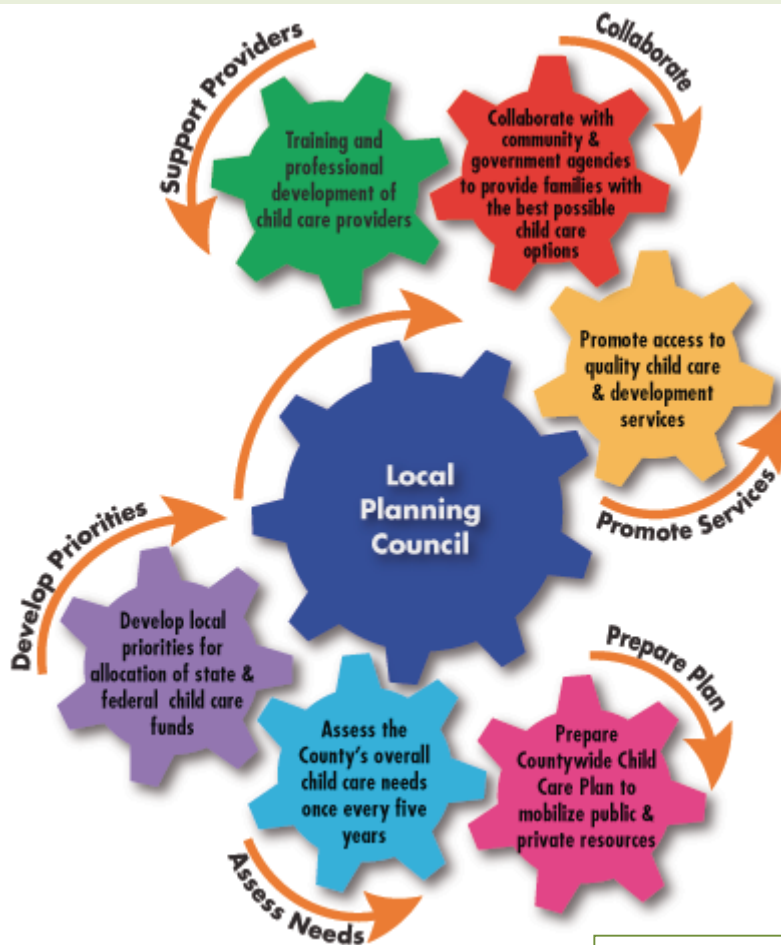 Support Providers
Training and
professional
development of
child care providers
Collaborate
Collaborate with
community &
government agencies
to provide families with
the best possible
child care
options
Promote access to
quality child care
& development
services
Promote Services
Local
Planning
Council
Develop Priorities
Develop local
priorities for
allocation of state &
federal child care
funds
Assess the
County's overall
child care needs
once every five
years
Assess Needs
Prepare Plan
Prepare
Countywide Child
Care Plan to
mobilize public &
private resources